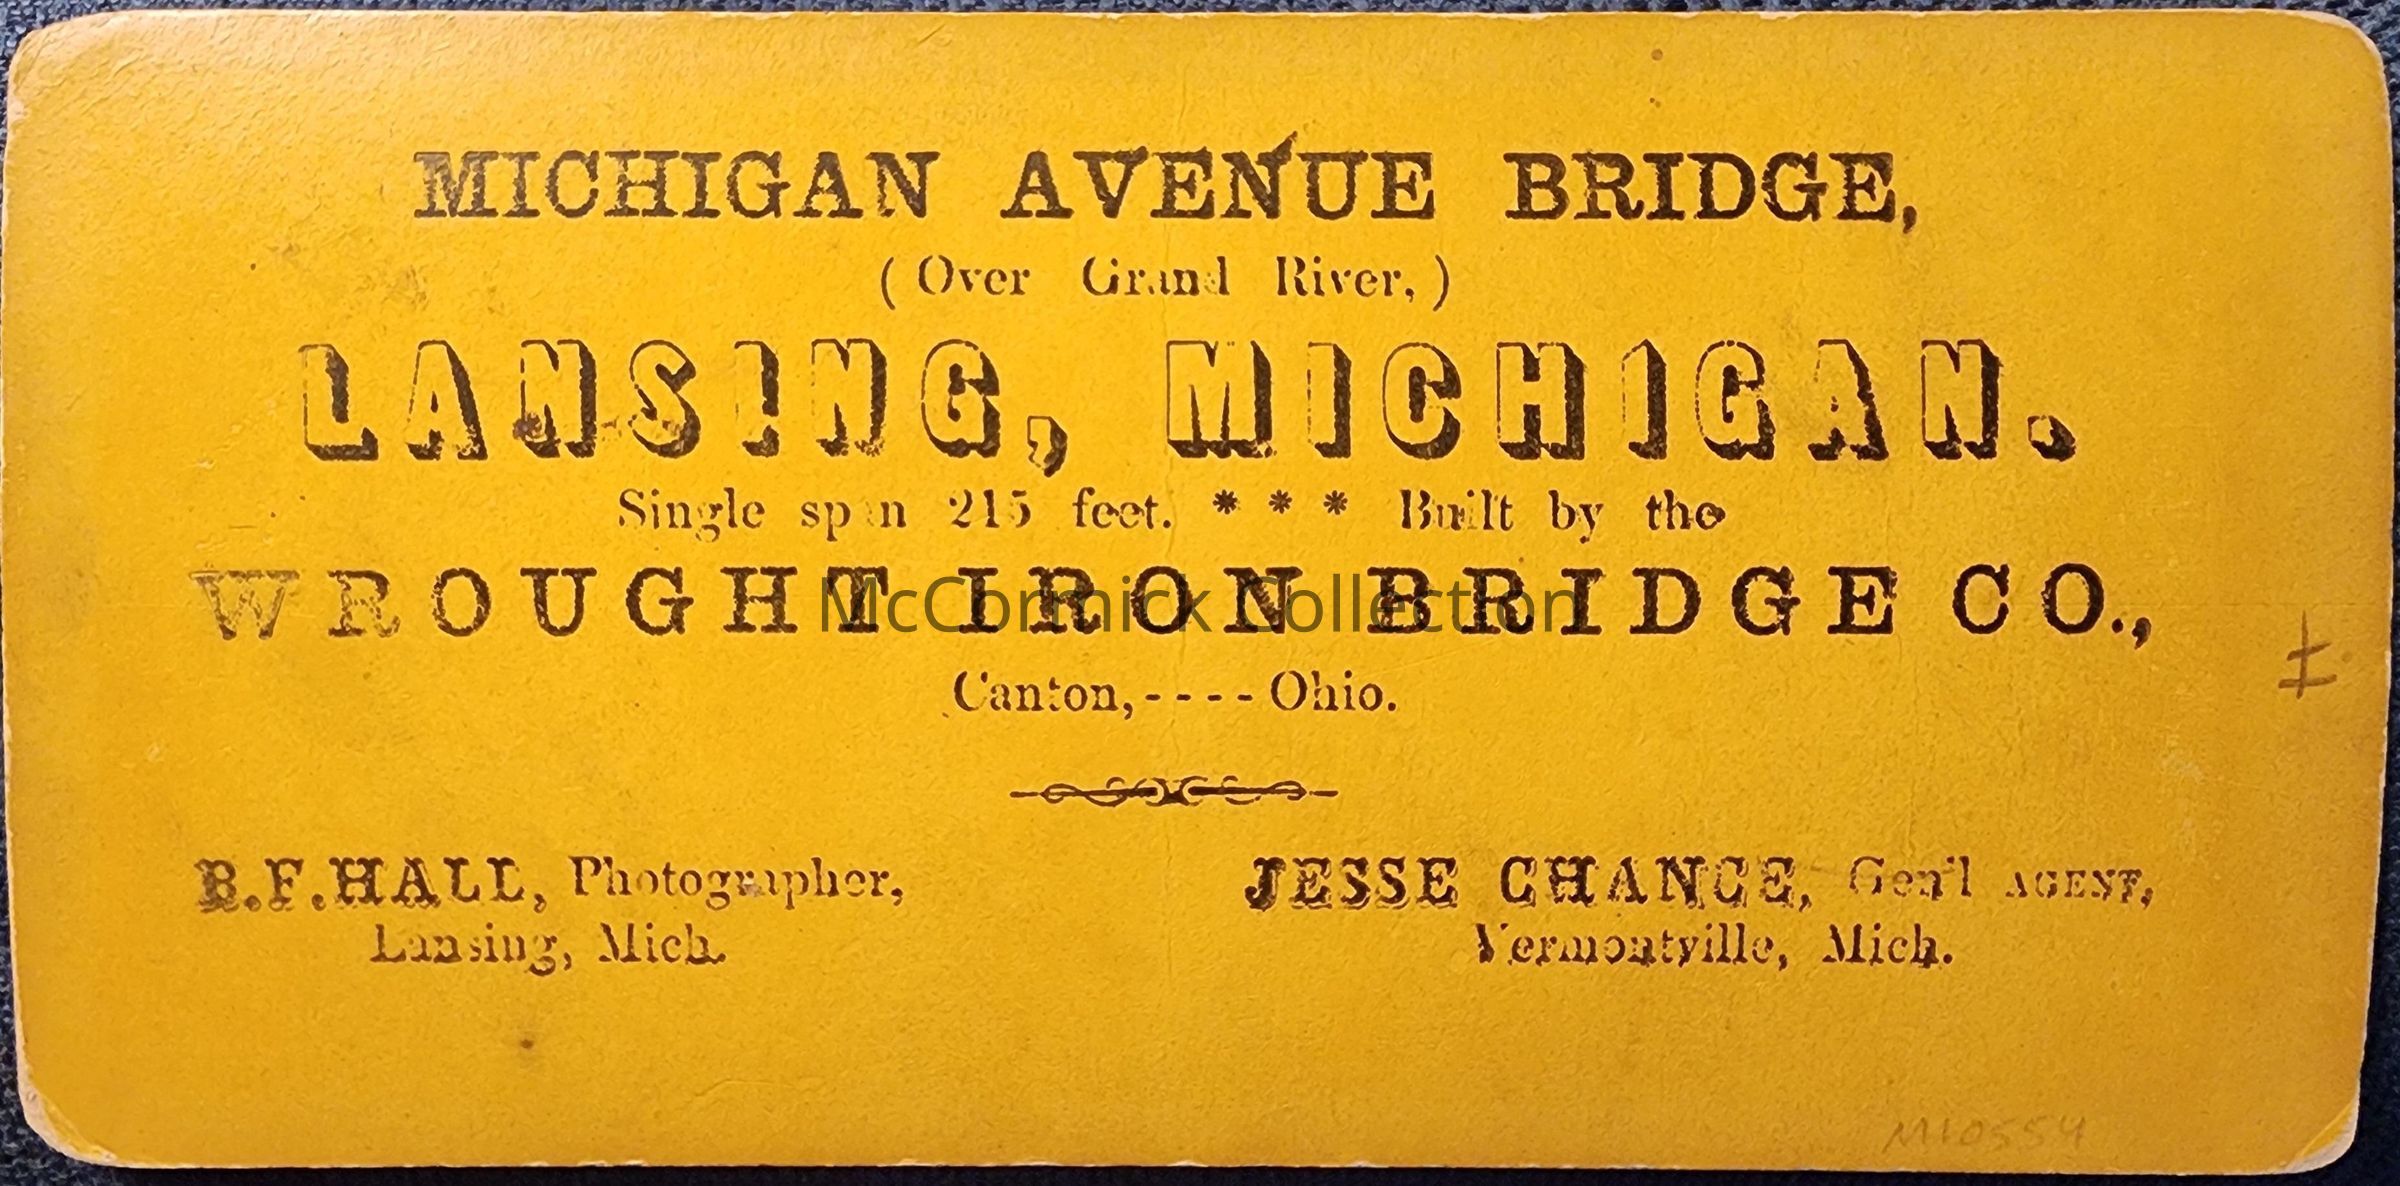 MICHIGAN AVENUE BRIDGE,
(Over Grand River,)
LANSING, MICHIGAN.
Single span 215 feet. * * * Built by the
WROUGHT IRON BRIDGE CO.,
McCormick Collection
Canton,----Ohio.
B.F.HALL, Photographer,
Lansing, Mich.
JESSE CHANCE, Gen'l AGENT,
Vermontville, Mich.
M10554